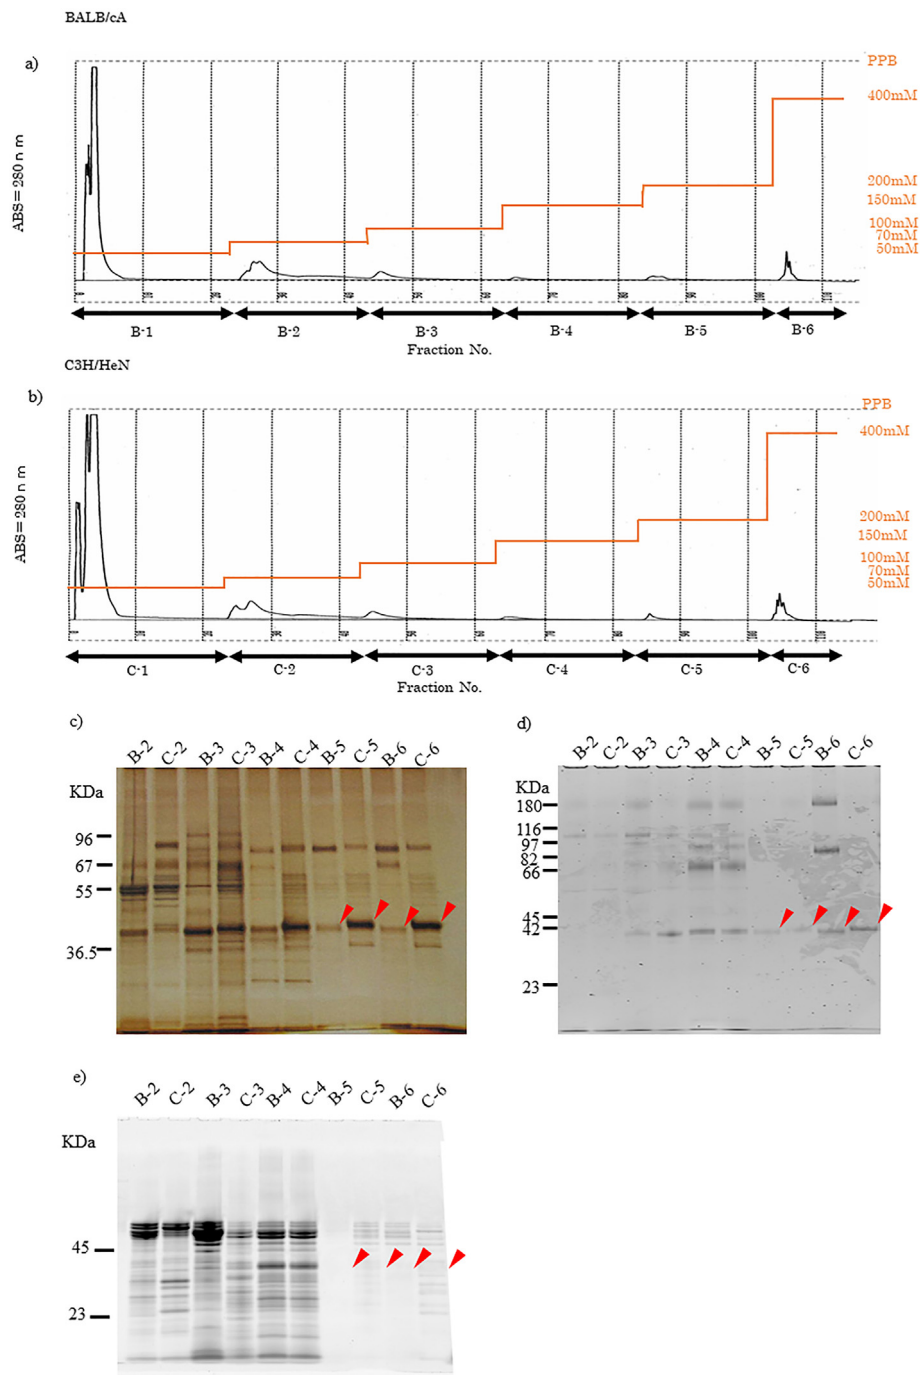 BALB/cA
a)
PPB
400mM
200mM
150mM
100mM
70mM
50mM
ABS=280 n m
B-1 B-2 B-3 B-4 B-5 B-6
Fraction No.
C3H/HeN
b)
PPB
400mM
200mM
150mM
100mM
70mM
50mM
ABS=280 n m
C-1 C-2 C-3 C-4 C-5 C-6
Fraction No.
c)
B-2 C-2 B-3 C-3 B-4 C-4 B-5 C-5 B-6 C-6
KDa
96
67
55
36.5
d)
B-2 C-2 B-3 C-3 B-4 C-4 B-5 C-5 B-6 C-6
KDa
180
116
97
82
66
45
42
23
e)
B-2 C-2 B-3 C-3 B-4 C-4 B-5 C-5 B-6 C-6
KDa
45
23